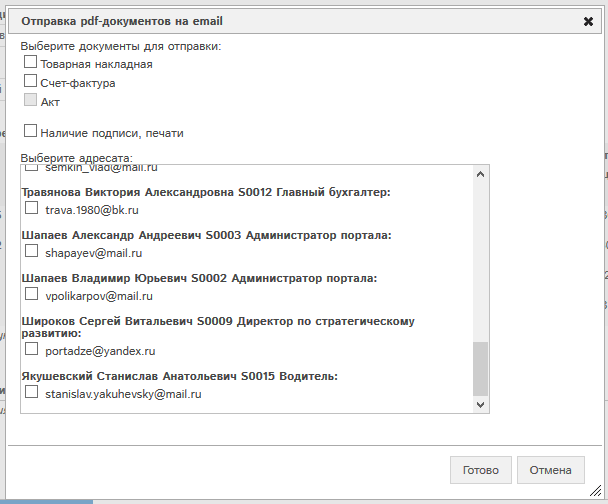 Отправка pdf-документов на email
Выберите документы для отправки:
Товарная накладная
Счет-фактура
Акт
Наличие подписи, печати
Выберите адресата:
semkin_vlad@mail.ru
Травянова Виктория Александровна S0012 Главный бухгалтер:
trava.1980@bk.ru
Шапаев Александр Андреевич S0003 Администратор портала:
shapayev@mail.ru
Шапаев Владимир Юрьевич S0002 Администратор портала:
vpolikarpov@mail.ru
Широков Сергей Витальевич S0009 Директор по стратегическому
развитию:
portadze@yandex.ru
Якушевский Станислав Анатольевич S0015 Водитель:
stanislav.yakuhevsky@mail.ru
Готово
Отмена